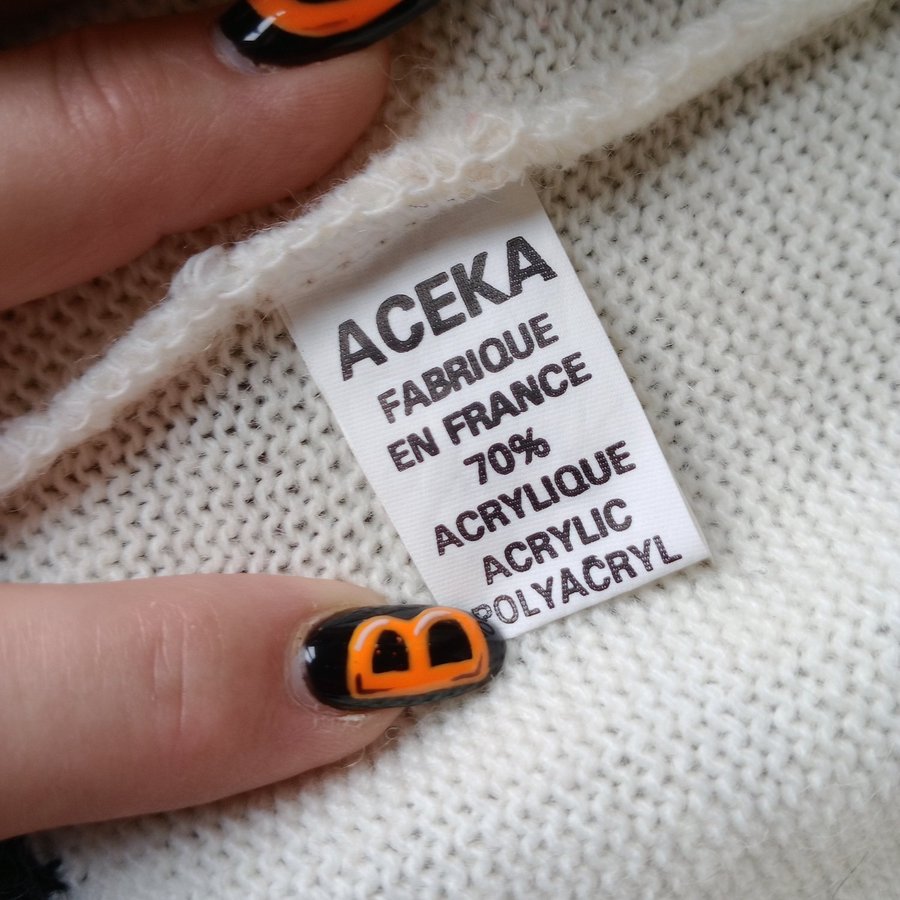 ACEKA
FABRIQUE
EN FRANCE
70%
ACRYLIQUE
ACRYLIC
POLYACRYL
B